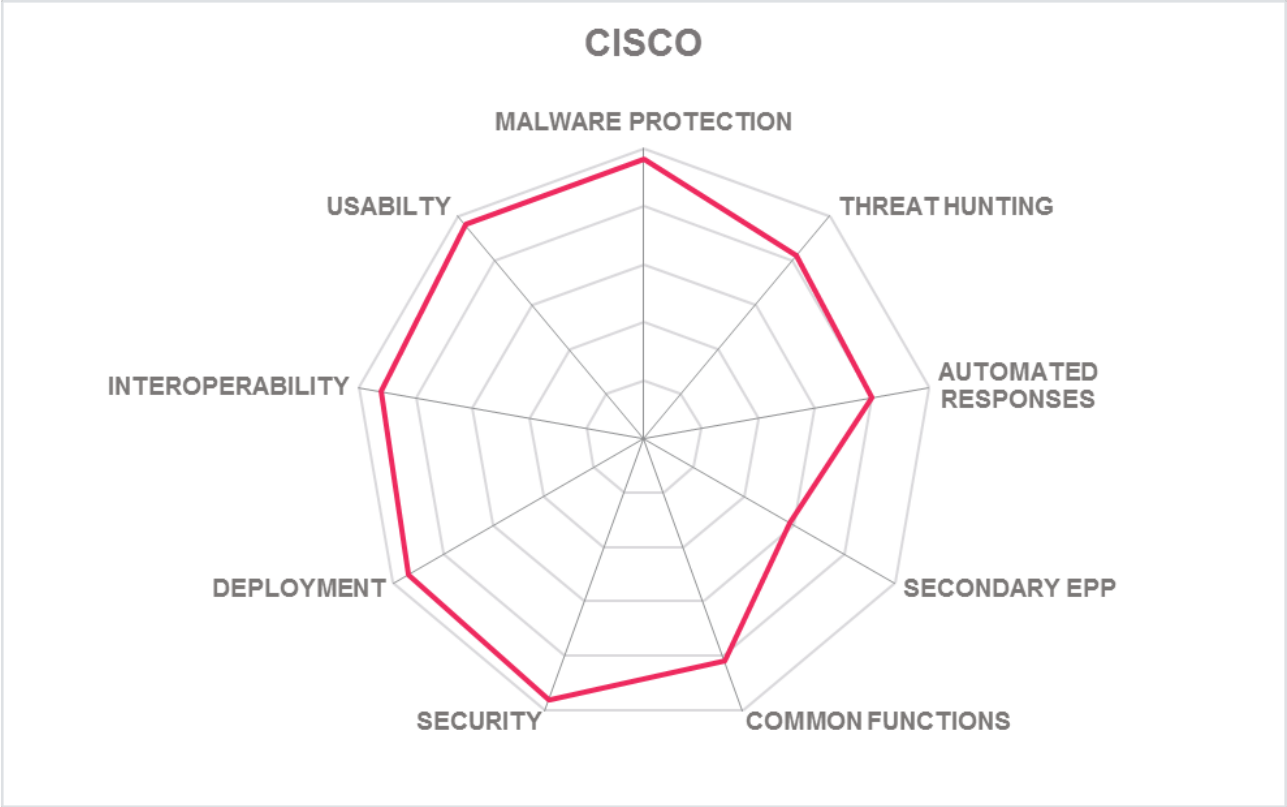 CISCO
MALWARE PROTECTION
USABILTY
THREAT HUNTING
INTEROPERABILITY
AUTOMATED
RESPONSES
DEPLOYMENT
SECONDARY EPP
SECURITY
COMMON FUNCTIONS